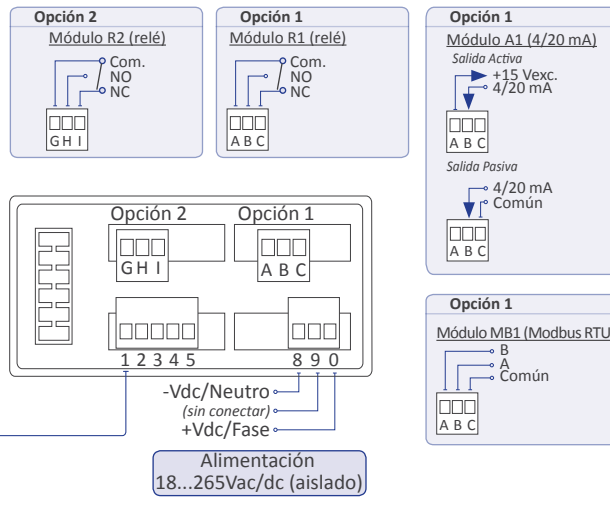 Opción 2
Módulo R2 (relé)
Com.
NO
NC
G H I
Opción 1
Módulo R1 (relé)
Com.
NO
NC
A B C
Opción 1
Módulo A1 (4/20 mA)
Salida Activa
+15 Vexc.
4/20 mA
A B C
Salida Pasiva
4/20 mA
Común
A B C
Opción 2
Opción 1
G H I
A B C
1 2 3 4 5
8 9 0
-Vdc/Neutro
(sin conectar)
+Vdc/Fase
Alimentación
18...265Vac/dc (aislado)
Opción 1
Módulo MB1 (Modbus RTU
B
A
Común
A B C